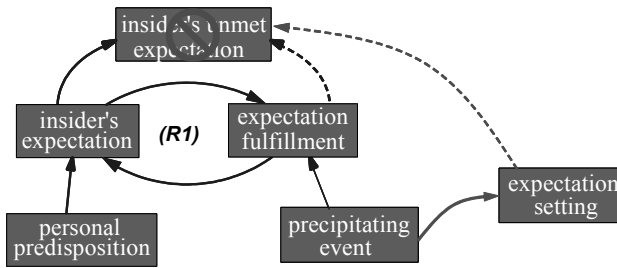 insider's unmet
expectation
insider's
expectation
(R1)
expectation
fulfillment
expectation
setting
personal
predisposition
precipitating
event